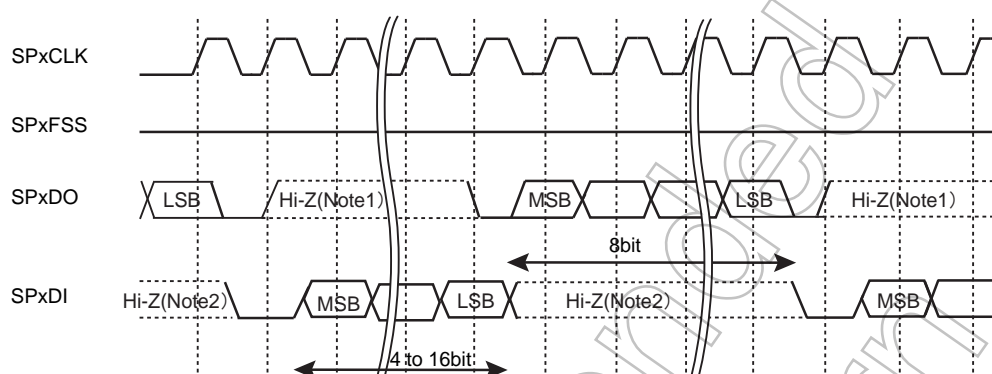 SPxCLK
SPxFSS
SPxDO LSB Hi-Z(Note1) MSB LSB Hi-Z(Note1)
8bit
SPxDI Hi-Z(Note2) MSB LSB Hi-Z(Note2) MSB
4 to 16bit